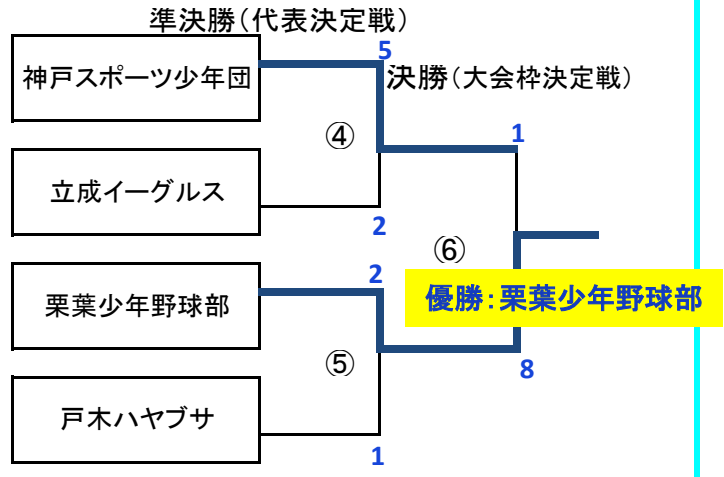 準決勝（代表決定戦）
5
神戸スポーツ少年団
決勝（大会枠決定戦）
④
1
立成イーグルス
2
⑥
2
栗葉少年野球部
優勝：栗葉少年野球部
⑤
8
戸木ハヤブサ
1